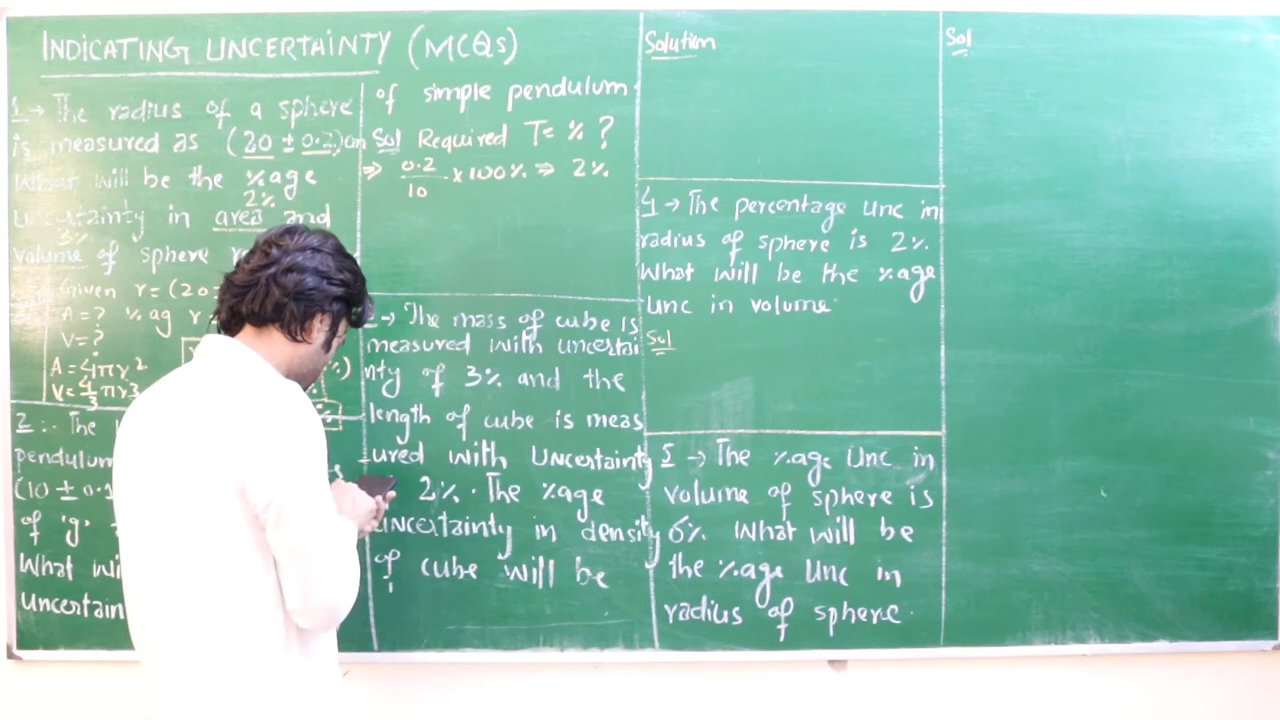 INDICATING UNCERTAINTY (MCQs)
1 → The radius of a sphere
is measured as (20 ± 0.2)cm
What will be the %age
2%
Uncertainty in area and
3%
volume of sphere
Given r = (20
A = ? %ag r =
V = ?
A = 4πr²
V = 4/3 πr³
%)
2 :- The
pendulum
(10 ± 0.
of 'g'
What wi
Uncertain
of simple pendulum
Sol Required T = % ?
⇒ 0.2/10 × 100% ⇒ 2%
→ The mass of cube is
measured with uncertai
nty of 3% and the
length of cube is meas
ured with Uncertainty
2%. The %age
uncertainty in density
of cube will be
Solution
4 → The percentage Unc in
radius of sphere is 2%.
What will be the %age
Unc in volume
Sol
5 → The %age Unc in
volume of sphere is
6%. What will be
the %age Unc in
radius of sphere.
Sol